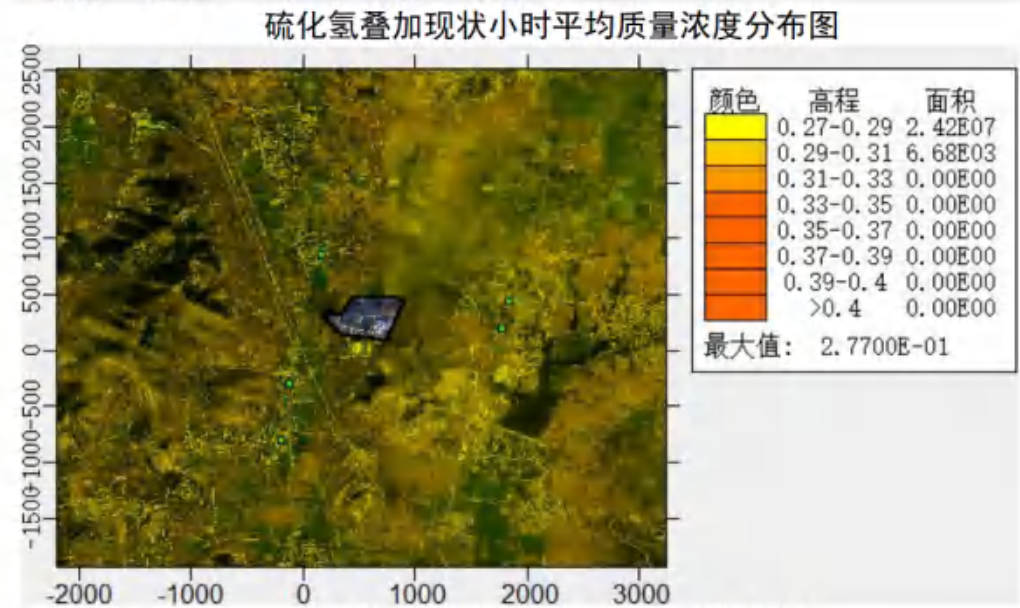 硫化氢叠加现状小时平均质量浓度分布图
颜色 高程 面积
0.27-0.29 2.42E07
0.29-0.31 6.68E03
0.31-0.33 0.00E00
0.33-0.35 0.00E00
0.35-0.37 0.00E00
0.37-0.39 0.00E00
0.39-0.4 0.00E00
>0.4 0.00E00
最大值: 2.7700E-01
2500
2000
1500
1000
500
0
-500
-1000
-1500
-2000 -1000 0 1000 2000 3000